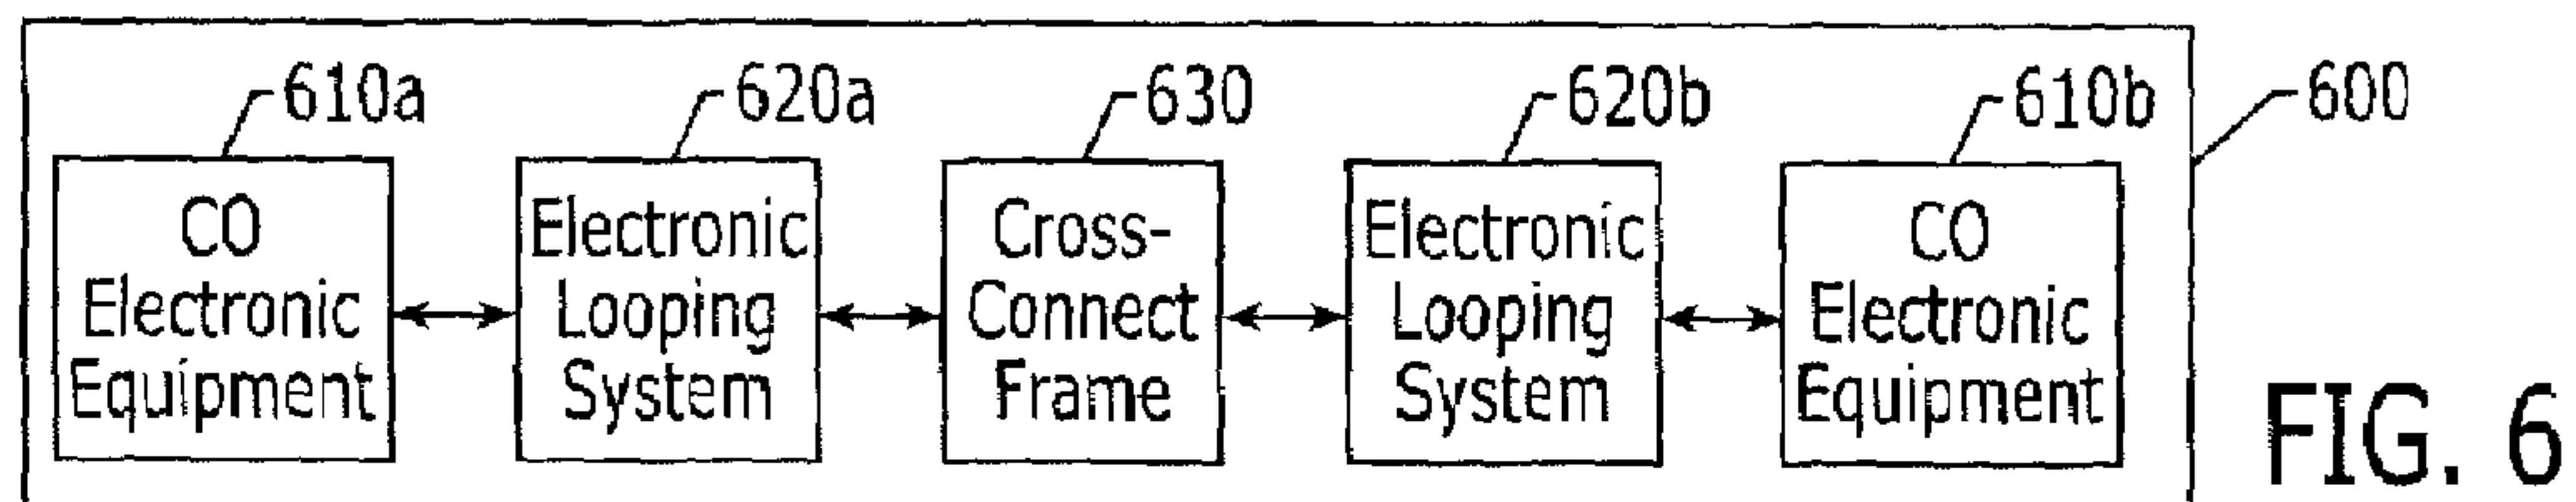 610a
620a
630
620b
610b
600
CO
Electronic
Equipment
Electronic
Looping
System
Cross-
Connect
Frame
Electronic
Looping
System
CO
Electronic
Equipment
FIG. 6